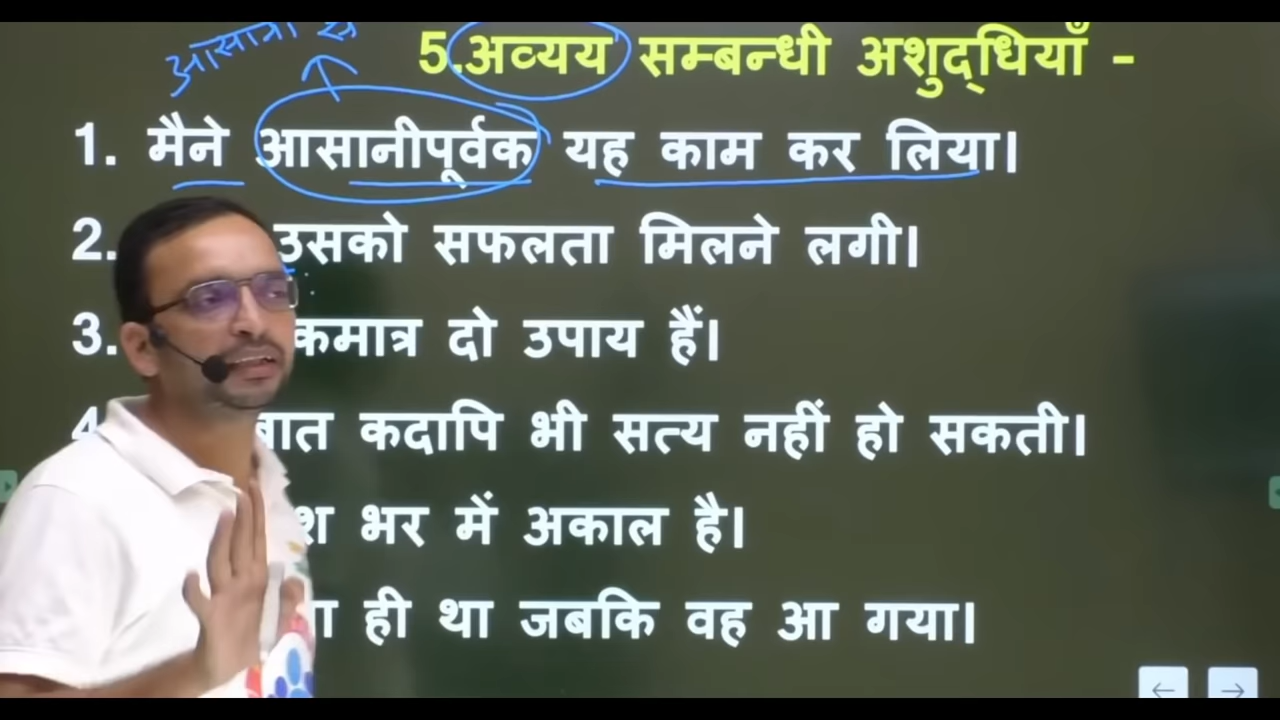 आसानी से
5.अव्यय सम्बन्धी अशुद्धियाँ -
1. मैने आसानीपूर्वक यह काम कर लिया।
2. उसको सफलता मिलने लगी।
3. कमात्र दो उपाय हैं।
4 बात कदापि भी सत्य नहीं हो सकती।
श भर में अकाल है।
ही था जबकि वह आ गया।